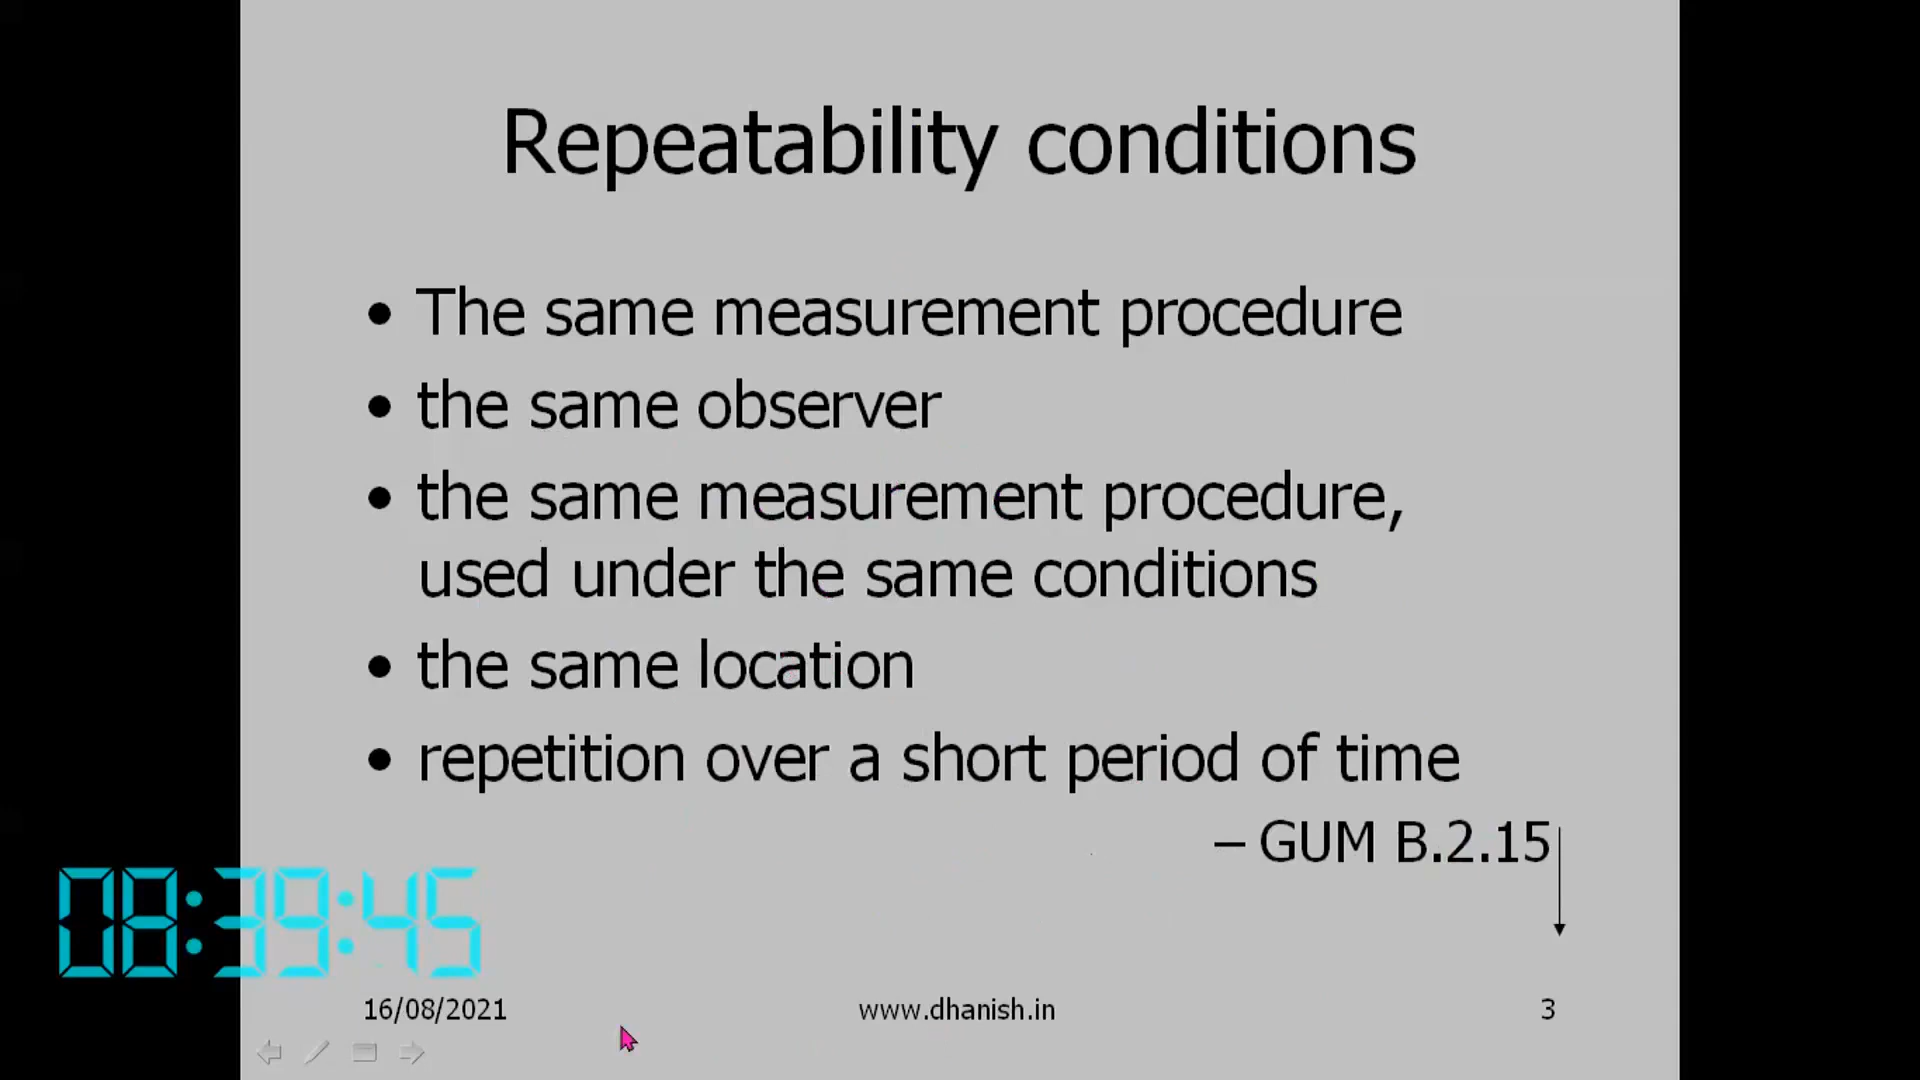 Repeatability conditions
• The same measurement procedure
• the same observer
• the same measurement procedure,
used under the same conditions
• the same location
• repetition over a short period of time
– GUM B.2.15
08:39:45
16/08/2021
www.dhanish.in
3